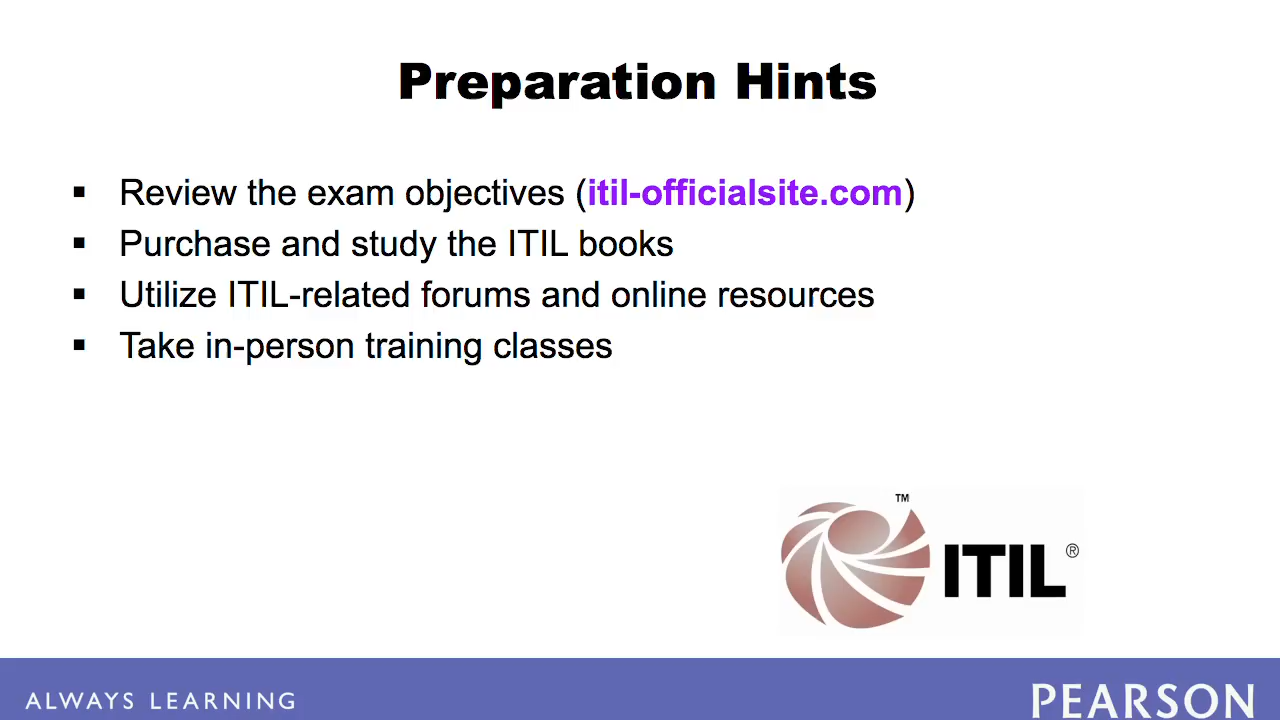 Preparation Hints
▪ Review the exam objectives (itil-officialsite.com)
▪ Purchase and study the ITIL books
▪ Utilize ITIL-related forums and online resources
▪ Take in-person training classes
TM
ITIL®
ALWAYS LEARNING
PEARSON